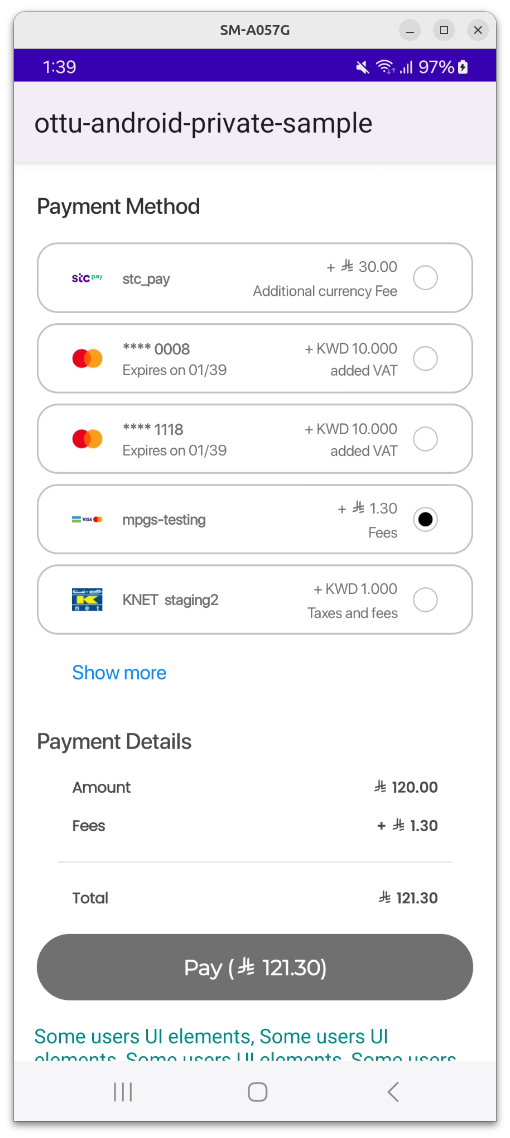 SM-A057G
1:39
97%
ottu-android-private-sample
Payment Method
stc pay
stc_pay
+ ⃁ 30.00
Additional currency Fee
**** 0008
Expires on 01/39
+ KWD 10.000
added VAT
**** 1118
Expires on 01/39
+ KWD 10.000
added VAT
VISA
mpgs-testing
+ ⃁ 1.30
Fees
K
net
KNET staging2
+ KWD 1.000
Taxes and fees
Show more
Payment Details
Amount ⃁ 120.00
Fees + ⃁ 1.30
Total ⃁ 121.30
Pay (⃁ 121.30)
Some users UI elements, Some users UI
elements, Some users UI elements, Some users